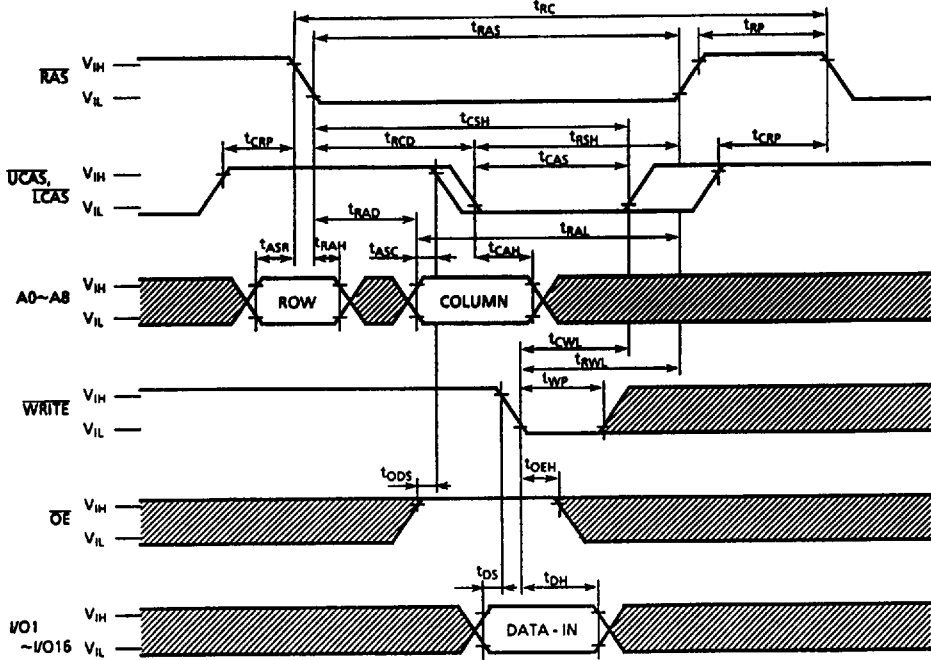 tRC
tRAS
tRP
RAS
VIH
VIL
tCSH
tCRP
tRCD
tRSH
tCRP
tCAS
UCAS,
LCAS
VIH
VIL
tRAD
tRAL
tASR
tRAH
tASC
tCAH
A0~A8
VIH
VIL
ROW
COLUMN
tCWL
tRWL
tWP
WRITE
VIH
VIL
tODS
tOEH
OE
VIH
VIL
tDS
tDH
I/O1
~I/O16
VIH
VIL
DATA - IN